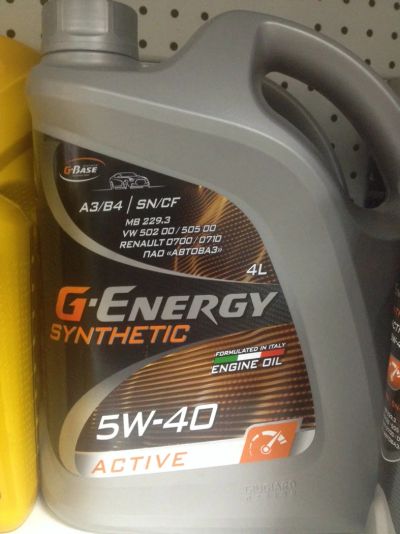 G-BASE
A3/B4 | SN/CF
MB 229.3
VW 502 00 / 505 00
RENAULT 0700 / 0710
ПАО «АВТОВАЗ»
4L
G-ENERGY
SYNTHETIC
FORMULATED IN ITALY
ENGINE OIL
5W-40
ACTIVE
GIUGIARO